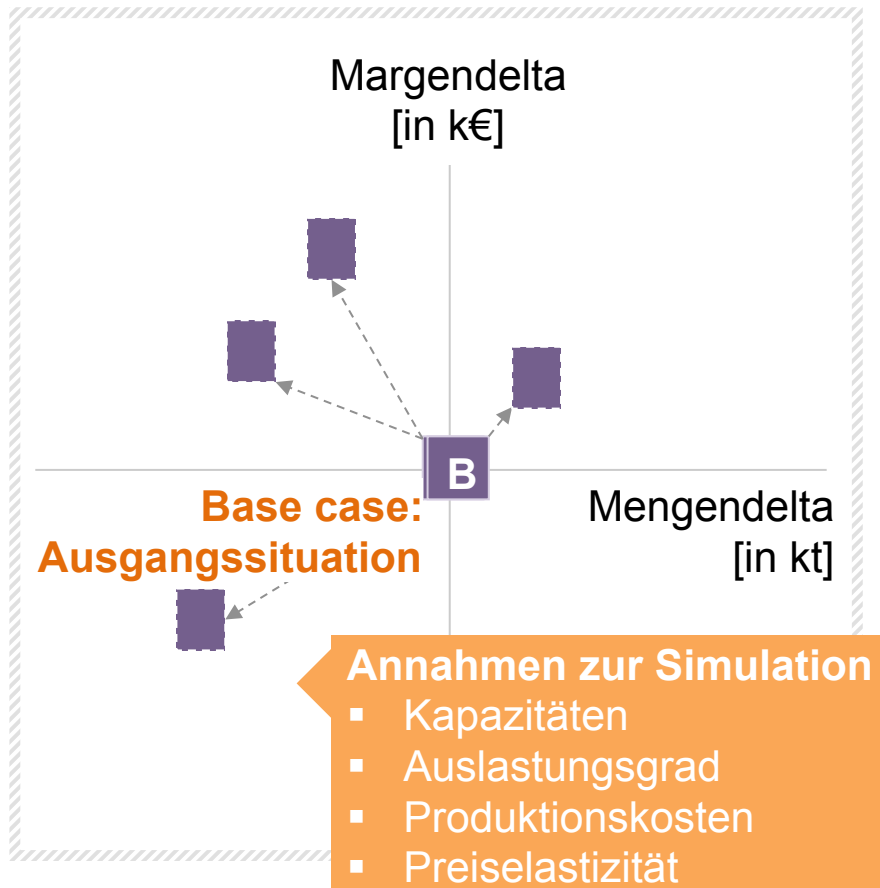 Margendelta
[in k€]
B
Base case:
Ausgangssituation
Mengendelta
[in kt]
Annahmen zur Simulation
▪ Kapazitäten
▪ Auslastungsgrad
▪ Produktionskosten
▪ Preiselastizität